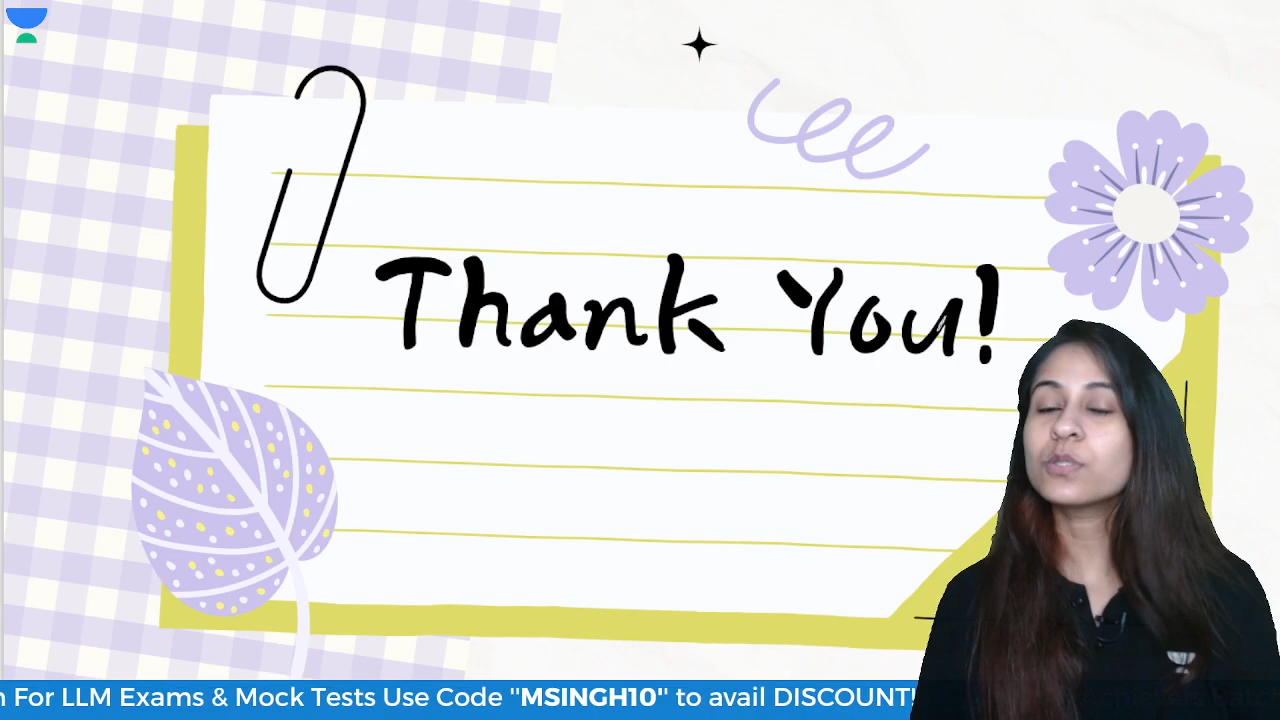 Thank You!
For LLM Exams & Mock Tests Use Code "MSINGH10" to avail DISCOUNT!